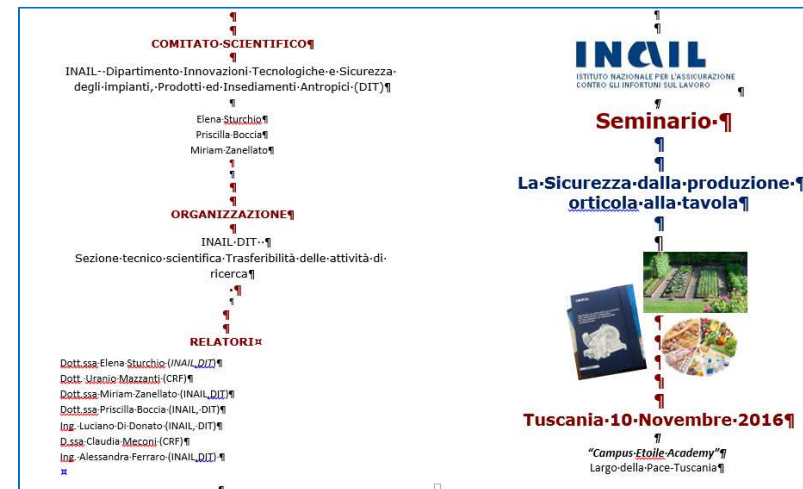 COMITATO SCIENTIFICO
INAIL-- Dipartimento Innovazioni Tecnologiche e Sicurezza
degli impianti, Prodotti ed Insediamenti Antropici (DIT)
Elena Sturchio
Priscilla Boccia
Miriam Zanellato
ORGANIZZAZIONE
INAIL DIT
Sezione tecnico scientifica Trasferibilità delle attività di
ricerca
RELATORI
Dott.ssa Elena Sturchio (INAIL,DIT)
Dott. Uranio Mazzanti (CRF)
Dott.ssa Miriam Zanellato (INAIL,DIT)
Dott.ssa Priscilla Boccia (INAIL, DIT)
Ing. Luciano Di Donato (INAIL, DIT)
D.ssa Claudia Meconi (CRF)
Ing. Alessandra Ferraro (INAIL,DIT)
INAIL
ISTITUTO NAZIONALE PER L'ASSICURAZIONE
CONTRO GLI INFORTUNI SUL LAVORO
Seminario
La Sicurezza dalla produzione
orticola alla tavola
INAIL
Tuscania 10 Novembre 2016
"Campus Etoile Academy"
Largo della Pace-Tuscania